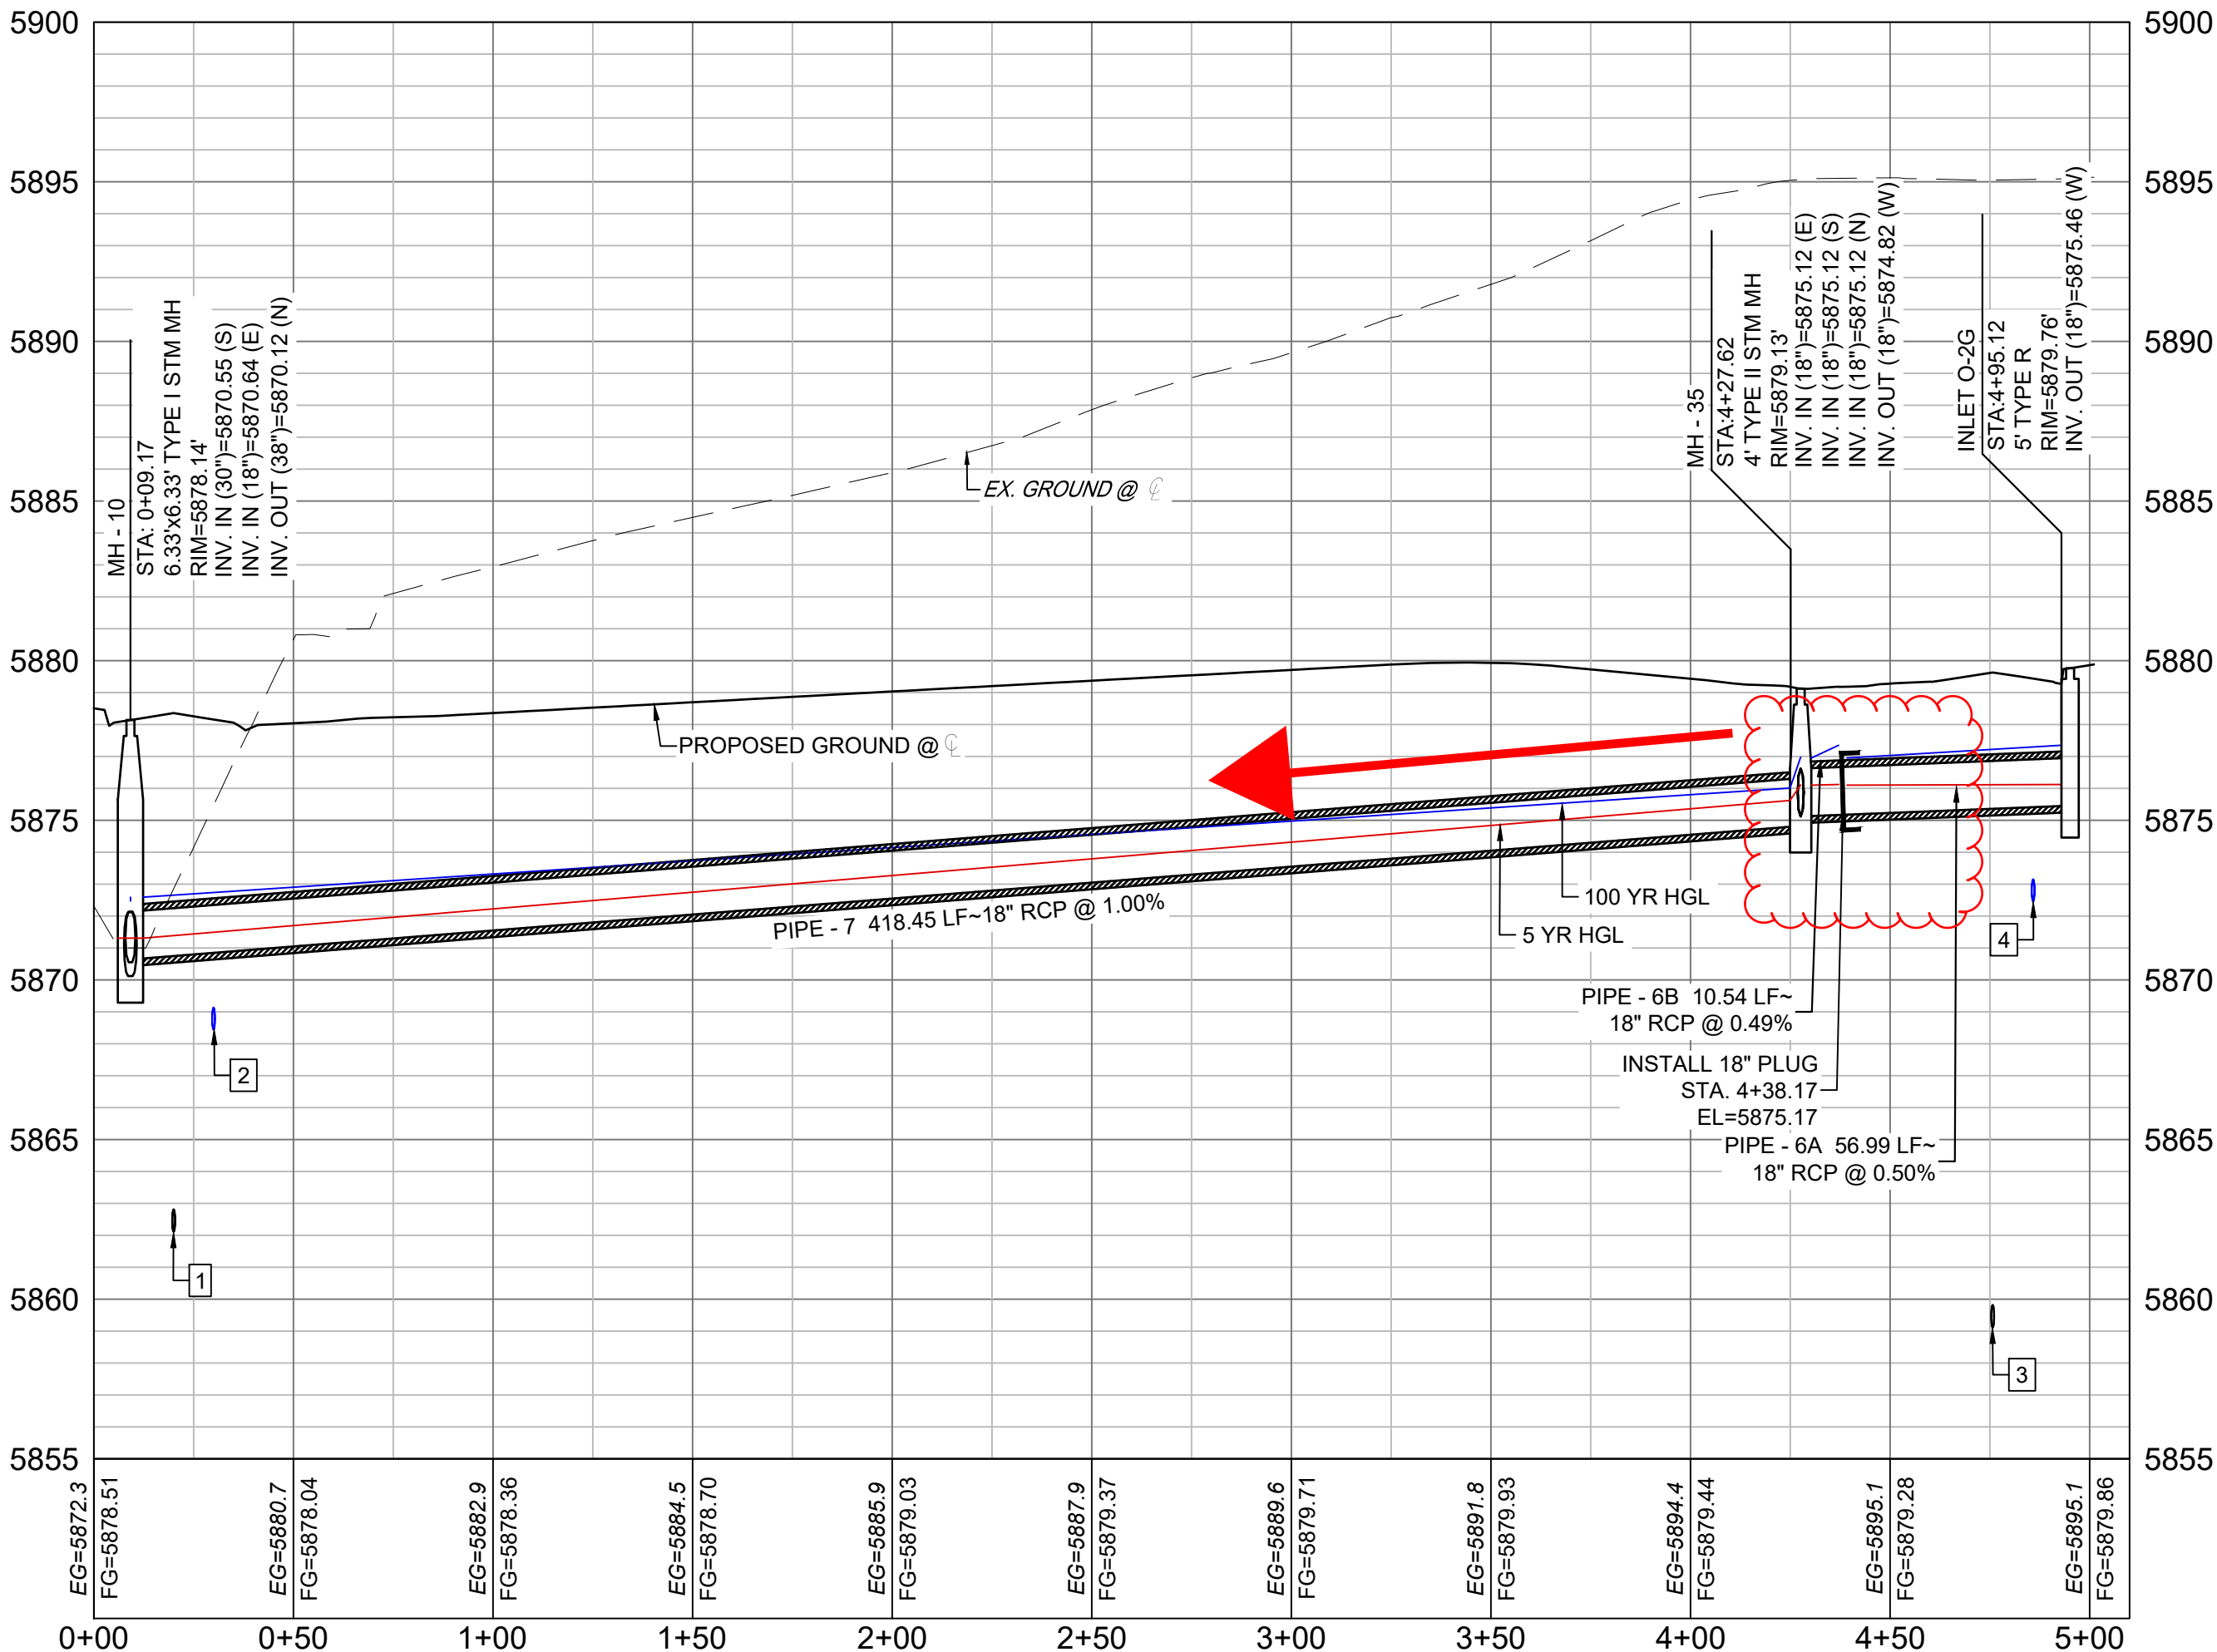 5900
5895
5890
5885
5880
5875
5870
5865
5860
5855
5900
5895
5890
5885
5880
5875
5870
5865
5860
5855
MH - 10
STA: 0+09.17
6.33'x6.33' TYPE I STM MH
RIM=5878.14'
INV. IN (30")=5870.55 (S)
INV. IN (18")=5870.64 (E)
INV. OUT (38")=5870.12 (N)
EX. GROUND @ ℄
MH - 35
STA:4+27.62
4' TYPE II STM MH
RIM=5879.13'
INV. IN (18")=5875.12 (E)
INV. IN (18")=5875.12 (S)
INV. IN (18")=5875.12 (N)
INV. OUT (18")=5874.82 (W)
INLET O-2G
STA:4+95.12
5' TYPE R
RIM=5879.76'
INV. OUT (18")=5875.46 (W)
PROPOSED GROUND @ ℄
PIPE - 7 418.45 LF~18" RCP @ 1.00%
100 YR HGL
5 YR HGL
PIPE - 6B 10.54 LF~
18" RCP @ 0.49%
INSTALL 18" PLUG
STA. 4+38.17
EL=5875.17
PIPE - 6A 56.99 LF~
18" RCP @ 0.50%
2
1
4
3
EG=5872.3
FG=5878.51
EG=5880.7
FG=5878.04
EG=5882.9
FG=5878.36
EG=5884.5
FG=5878.70
EG=5885.9
FG=5879.03
EG=5887.9
FG=5879.37
EG=5889.6
FG=5879.71
EG=5891.8
FG=5879.93
EG=5894.4
FG=5879.44
EG=5895.1
FG=5879.28
EG=5895.1
FG=5879.86
0+00
0+50
1+00
1+50
2+00
2+50
3+00
3+50
4+00
4+50
5+00